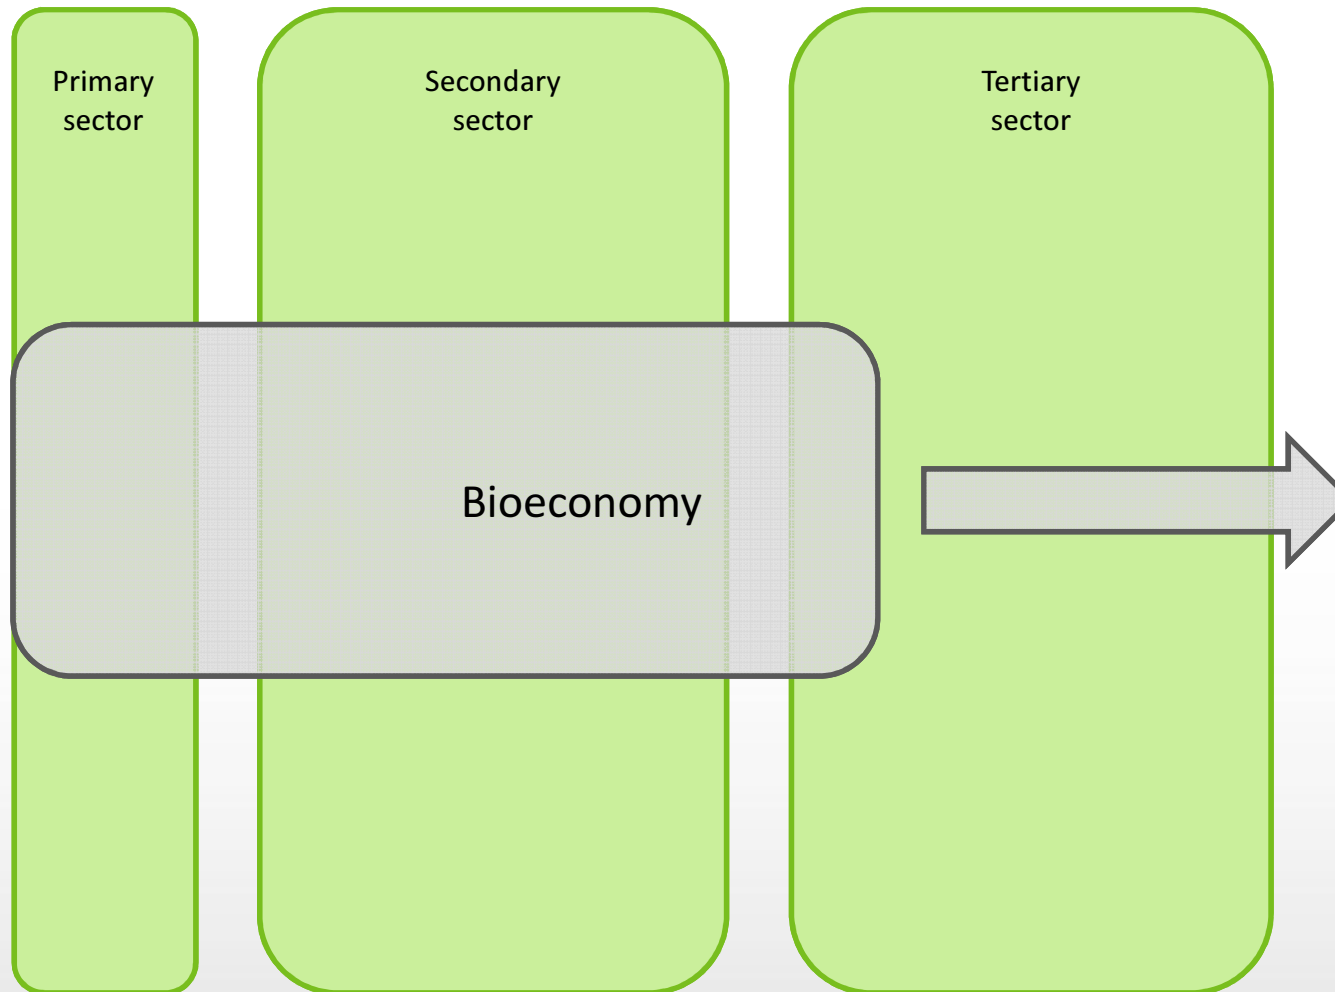 Primary
sector
Secondary
sector
Tertiary
sector
Bioeconomy